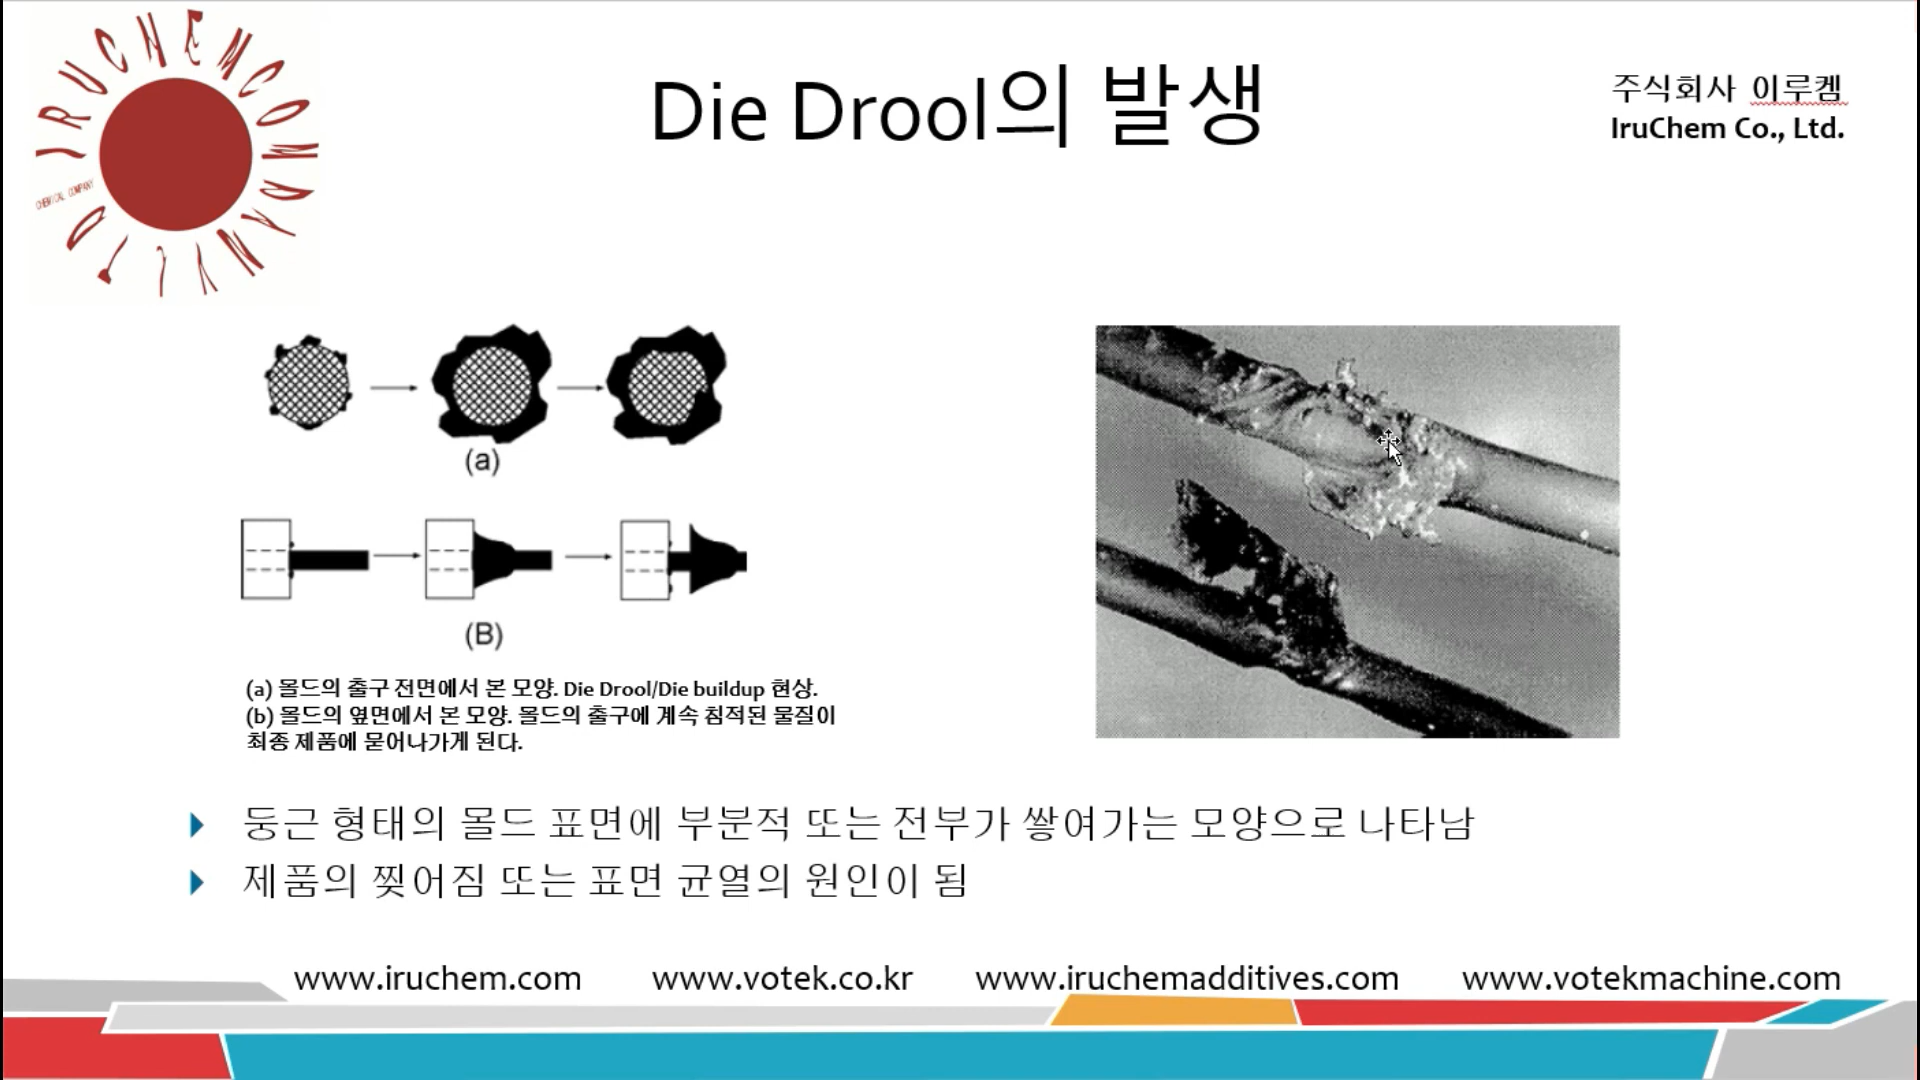 IRUCHEMCOMPANYLTD
CHEMICAL COMPANY
Die Drool의 발생
주식회사 이루켐
IruChem Co., Ltd.
(a)
(B)
(a) 몰드의 출구 전면에서 본 모양. Die Drool/Die buildup 현상.
(b) 몰드의 옆면에서 본 모양. 몰드의 출구에 계속 침적된 물질이
최종 제품에 묻어나가게 된다.
둥근 형태의 몰드 표면에 부분적 또는 전부가 쌓여가는 모양으로 나타남
제품의 찢어짐 또는 표면 균열의 원인이 됨
www.iruchem.com www.votek.co.kr www.iruchemadditives.com www.votekmachine.com